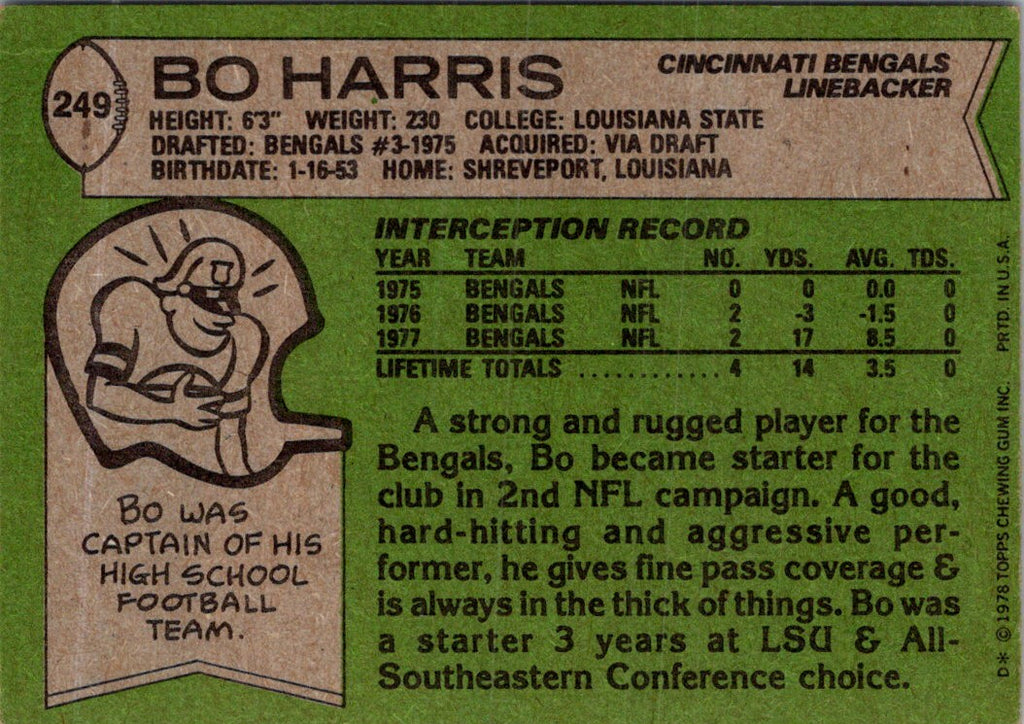 249
BO HARRIS
CINCINNATI BENGALS
LINEBACKER
HEIGHT: 6'3" WEIGHT: 230 COLLEGE: LOUISIANA STATE
DRAFTED: BENGALS #3-1975 ACQUIRED: VIA DRAFT
BIRTHDATE: 1-16-53 HOME: SHREVEPORT, LOUISIANA
INTERCEPTION RECORD
YEAR TEAM NO. YDS. AVG. TDS.
1975 BENGALS NFL 0 0 0.0 0
1976 BENGALS NFL 2 -3 -1.5 0
1977 BENGALS NFL 2 17 8.5 0
LIFETIME TOTALS ............ 4 14 3.5 0
A strong and rugged player for the
Bengals, Bo became starter for the
club in 2nd NFL campaign. A good,
hard-hitting and aggressive per-
former, he gives fine pass coverage &
is always in the thick of things. Bo was
a starter 3 years at LSU & All-
Southeastern Conference choice.
BO WAS
CAPTAIN OF HIS
HIGH SCHOOL
FOOTBALL
TEAM.
D* © 1978 TOPPS CHEWING GUM INC. PRTD. IN U.S.A.